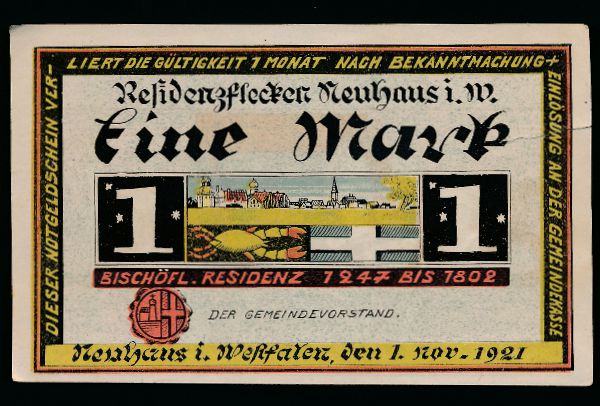 DIESER NOTGELDSCHEIN VER-
LIERT DIE GÜLTIGKEIT 1 MONAT NACH BEKANNTMACHUNG +
EINLÖSUNG AN DER GEMEINDEKASSE
Residenzflecken Neuhaus i. W.
Eine Mark
1 1
BISCHÖFL. RESIDENZ 1247 BIS 1802
DER GEMEINDEVORSTAND.
Neuhaus i. Westfalen, den 1. nov. 1921